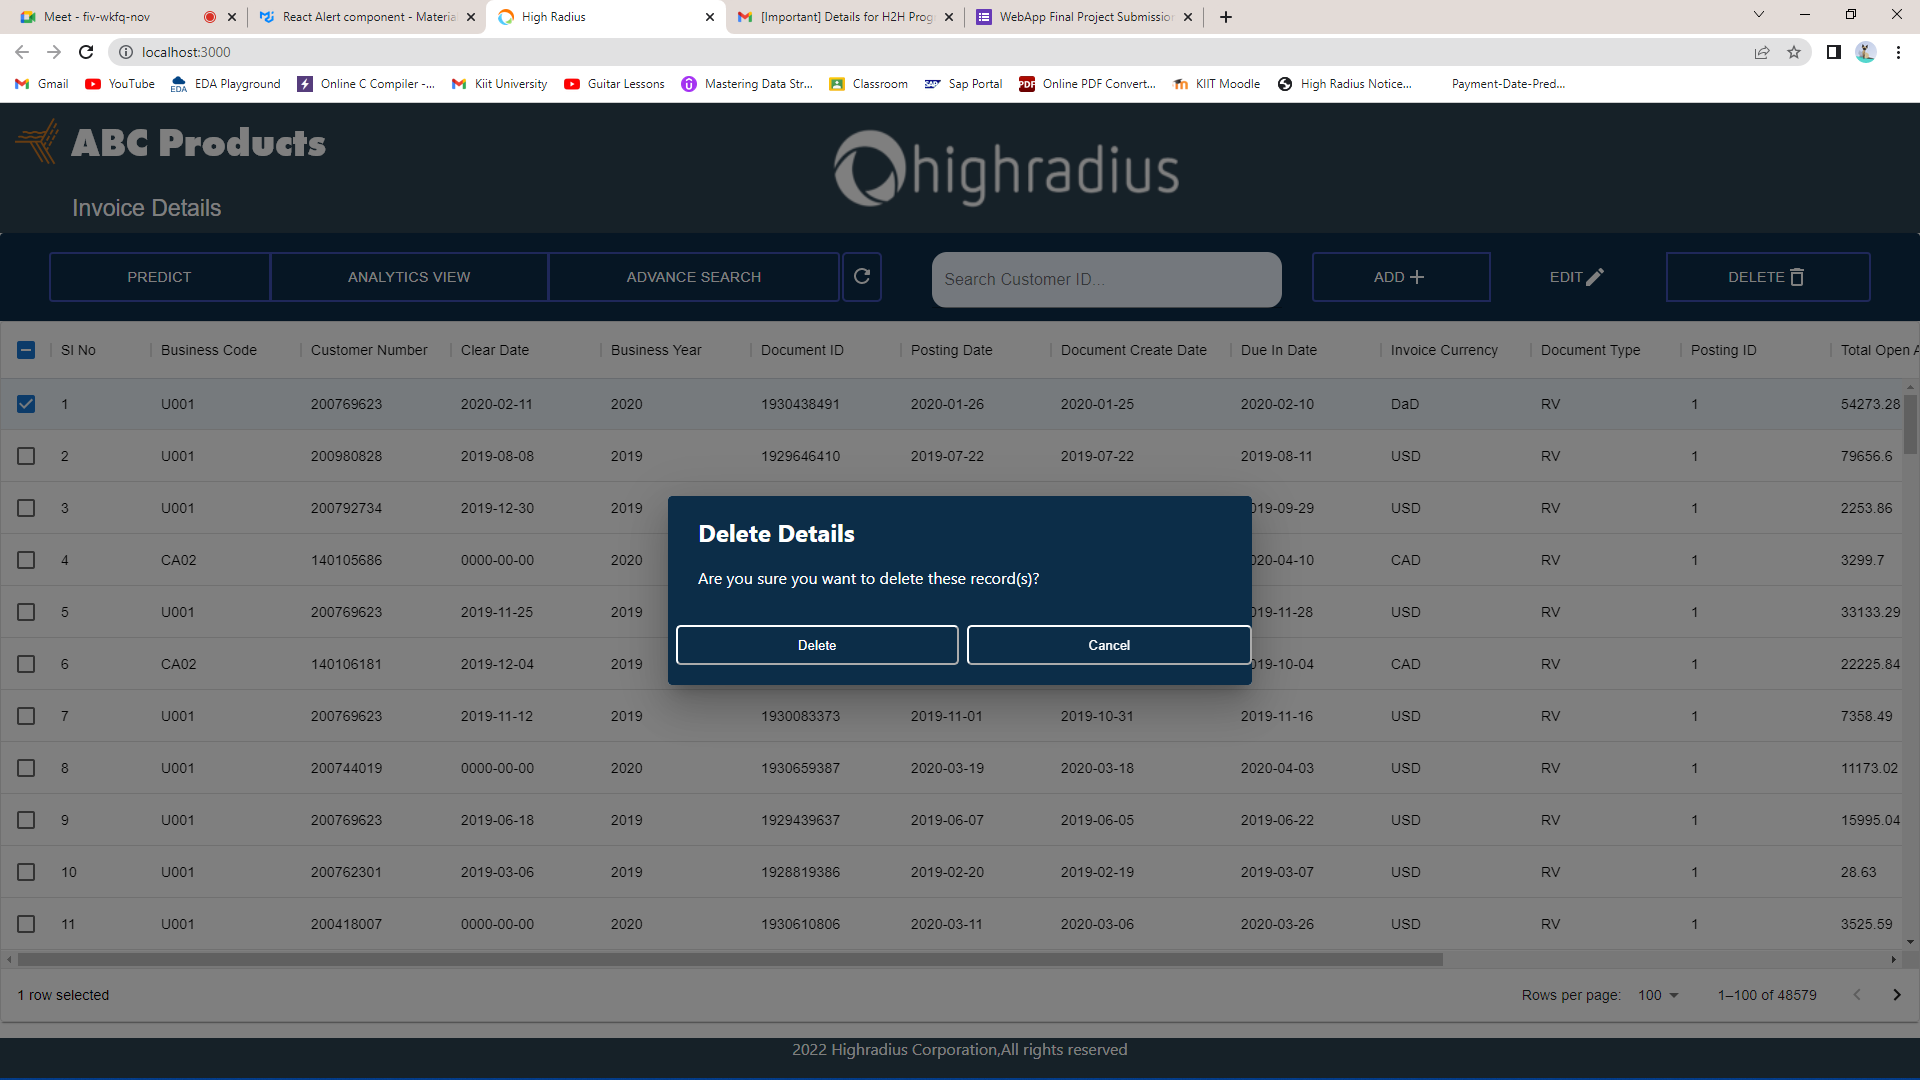 Meet - fiv-wkfq-nov
React Alert component - Materia
High Radius
[Important] Details for H2H Prog
WebApp Final Project Submission
localhost:3000
Gmail YouTube EDA Playground Online C Compiler -... Kiit University Guitar Lessons Mastering Data Str... Classroom Sap Portal Online PDF Convert... KIIT Moodle High Radius Notice... Payment-Date-Pred...
ABC Products
highradius
Invoice Details
PREDICT ANALYTICS VIEW ADVANCE SEARCH Search Customer ID... ADD EDIT DELETE
Sl No Business Code Customer Number Clear Date Business Year Document ID Posting Date Document Create Date Due In Date Invoice Currency Document Type Posting ID Total Open A
1 U001 200769623 2020-02-11 2020 1930438491 2020-01-26 2020-01-25 2020-02-10 DaD RV 1 54273.28
2 U001 200980828 2019-08-08 2019 1929646410 2019-07-22 2019-07-22 2019-08-11 USD RV 1 79656.6
3 U001 200792734 2019-12-30 2019 019-09-29 USD RV 1 2253.86
4 CA02 140105686 0000-00-00 2020 020-04-10 CAD RV 1 3299.7
5 U001 200769623 2019-11-25 2019 019-11-28 USD RV 1 33133.29
6 CA02 140106181 2019-12-04 2019 019-10-04 CAD RV 1 22225.84
7 U001 200769623 2019-11-12 2019 1930083373 2019-11-01 2019-10-31 2019-11-16 USD RV 1 7358.49
8 U001 200744019 0000-00-00 2020 1930659387 2020-03-19 2020-03-18 2020-04-03 USD RV 1 11173.02
9 U001 200769623 2019-06-18 2019 1929439637 2019-06-07 2019-06-05 2019-06-22 USD RV 1 15995.04
10 U001 200762301 2019-03-06 2019 1928819386 2019-02-20 2019-02-19 2019-03-07 USD RV 1 28.63
11 U001 200418007 0000-00-00 2020 1930610806 2020-03-11 2020-03-06 2020-03-26 USD RV 1 3525.59
Delete Details
Are you sure you want to delete these record(s)?
Delete Cancel
1 row selected
Rows per page: 100 1–100 of 48579
2022 Highradius Corporation,All rights reserved